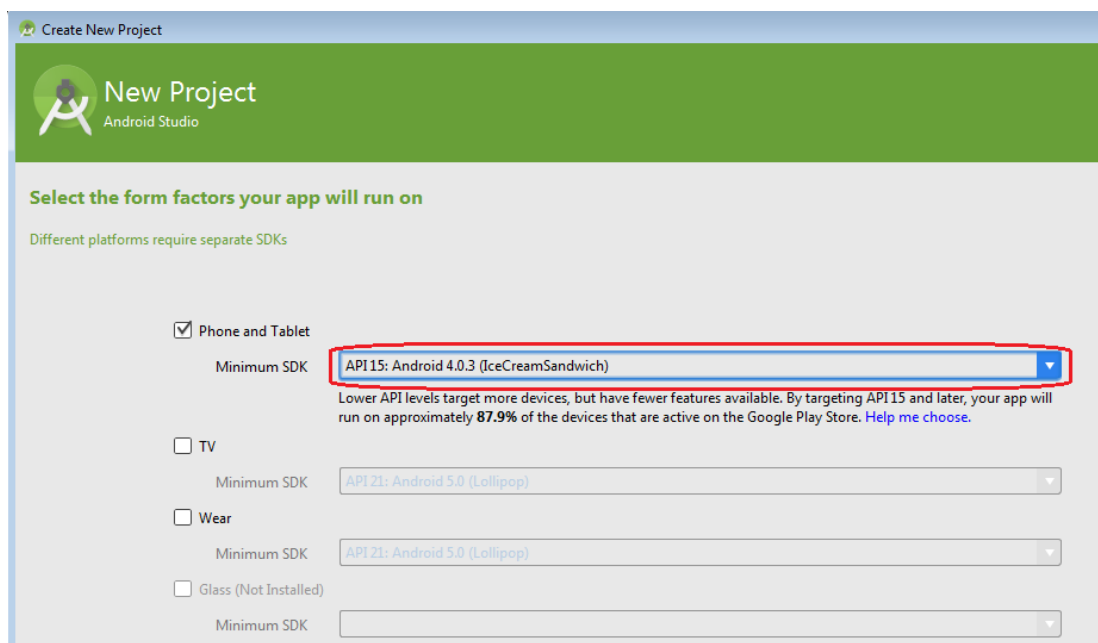 Create New Project
New Project
Android Studio
Select the form factors your app will run on
Different platforms require separate SDKs
Phone and Tablet
Minimum SDK
API 15: Android 4.0.3 (IceCreamSandwich)
Lower API levels target more devices, but have fewer features available. By targeting API 15 and later, your app will
run on approximately 87.9% of the devices that are active on the Google Play Store. Help me choose.
TV
Minimum SDK
API 21: Android 5.0 (Lollipop)
Wear
Minimum SDK
API 21: Android 5.0 (Lollipop)
Glass (Not Installed)
Minimum SDK